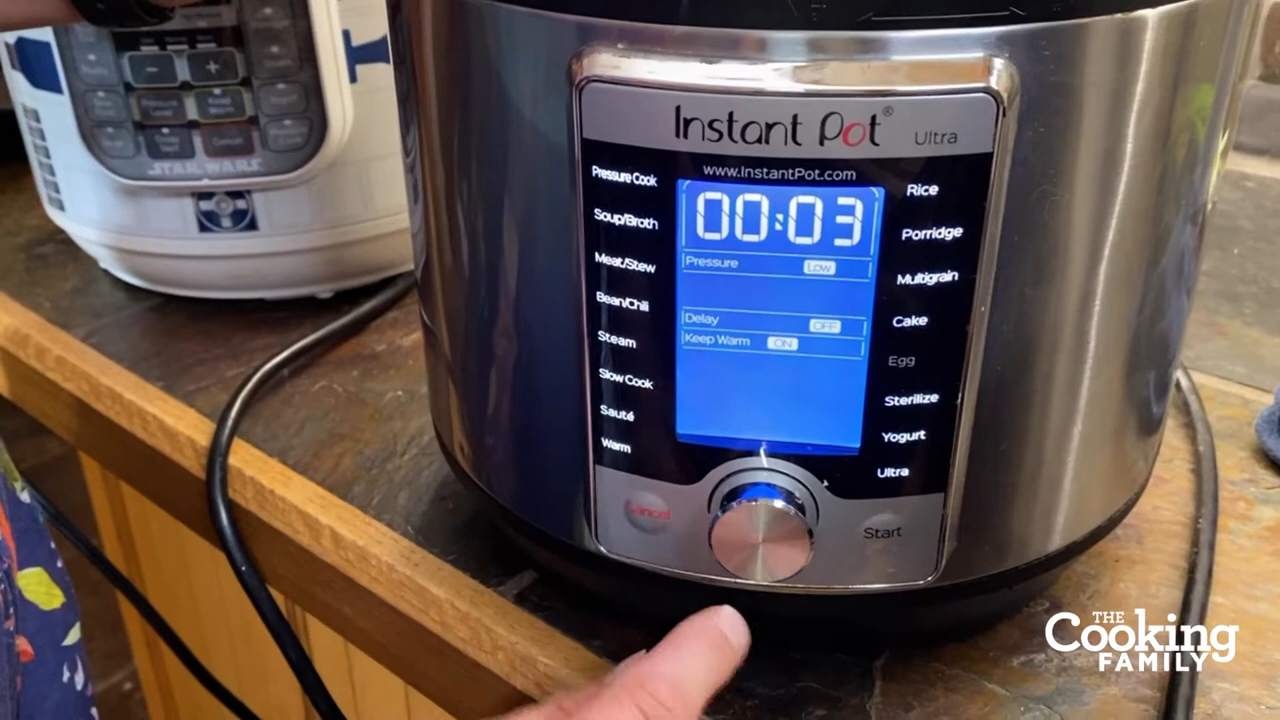 Instant Pot® Ultra
www.InstantPot.com
Pressure Cook
Soup/Broth
Meat/Stew
Bean/Chili
Steam
Slow Cook
Sauté
Warm
00:03
Pressure Low
Delay OFF
Keep Warm ON
Rice
Porridge
Multigrain
Cake
Egg
Sterilize
Yogurt
Ultra
Cancel
Start
- +
Cancel
STAR WARS
THE
Cooking
FAMILY